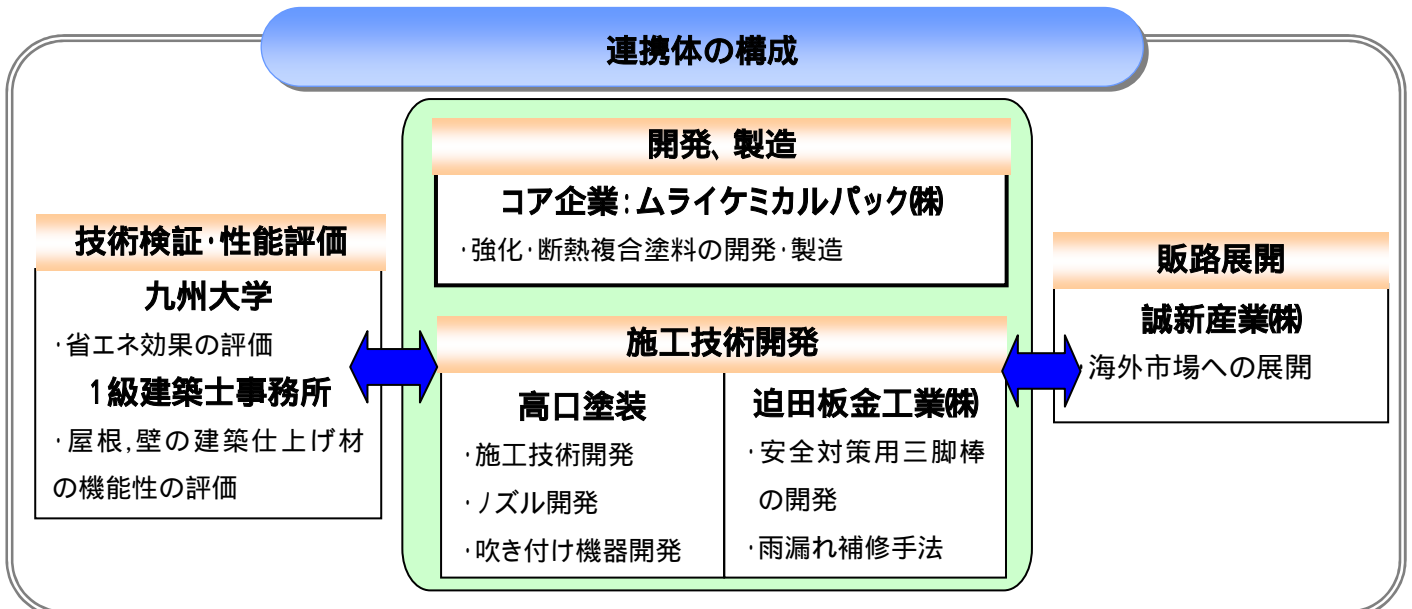 連携体の構成
開発、製造
コア企業:ムライケミカルパック㈱
·強化·断熱複合塗料の開発·製造
技術検証·性能評価
九州大学
·省エネ効果の評価
1級建築士事務所
·屋根,壁の建築仕上げ材
の機能性の評価
施工技術開発
高口塗装
·施工技術開発
·ノズル開発
·吹き付け機器開発
迫田板金工業㈱
·安全対策用三脚棒
の開発
·雨漏れ補修手法
販路展開
誠新産業㈱
·海外市場への展開